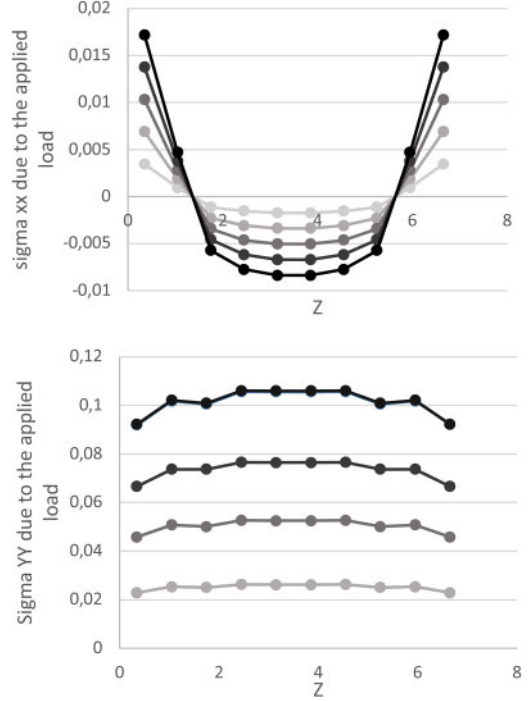 sigma xx due to the applied
load
0,02
0,015
0,01
0,005
0
-0,005
-0,01
0 2 4 6 8
Z
Sigma YY due to the applied
load
0,12
0,1
0,08
0,06
0,04
0,02
0
0 2 4 6 8
Z